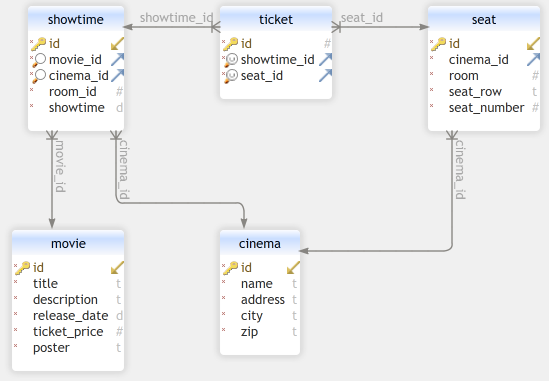 showtime
id
movie_id
cinema_id
room_id #
showtime d
showtime_id
ticket
id #
showtime_id
seat_id
seat_id
seat
id
cinema_id
room #
seat_row t
seat_number #
movie_id
cinema_id
cinema_id
movie
id
title t
description t
release_date d
ticket_price #
poster t
cinema
id
name t
address t
city t
zip t